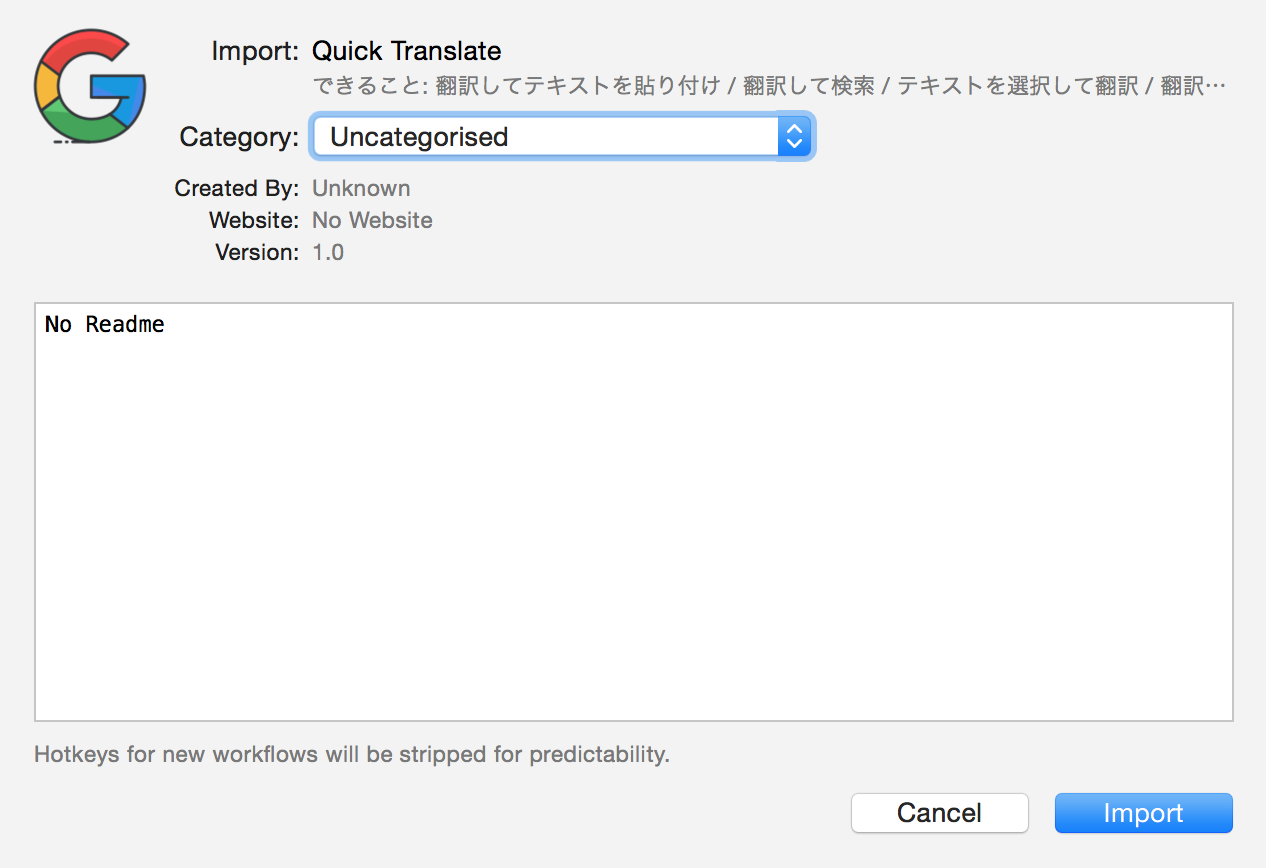 Import: Quick Translate
できること: 翻訳してテキストを貼り付け / 翻訳して検索 / テキストを選択して翻訳 / 翻訳…
Category: Uncategorised
Created By: Unknown
Website: No Website
Version: 1.0
No Readme
Hotkeys for new workflows will be stripped for predictability.
Cancel Import